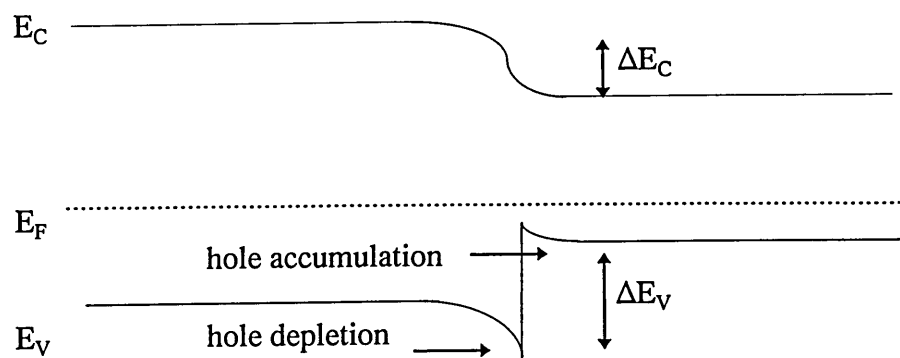 E_C
ΔE_C
E_F
hole accumulation
ΔE_V
hole depletion
E_V